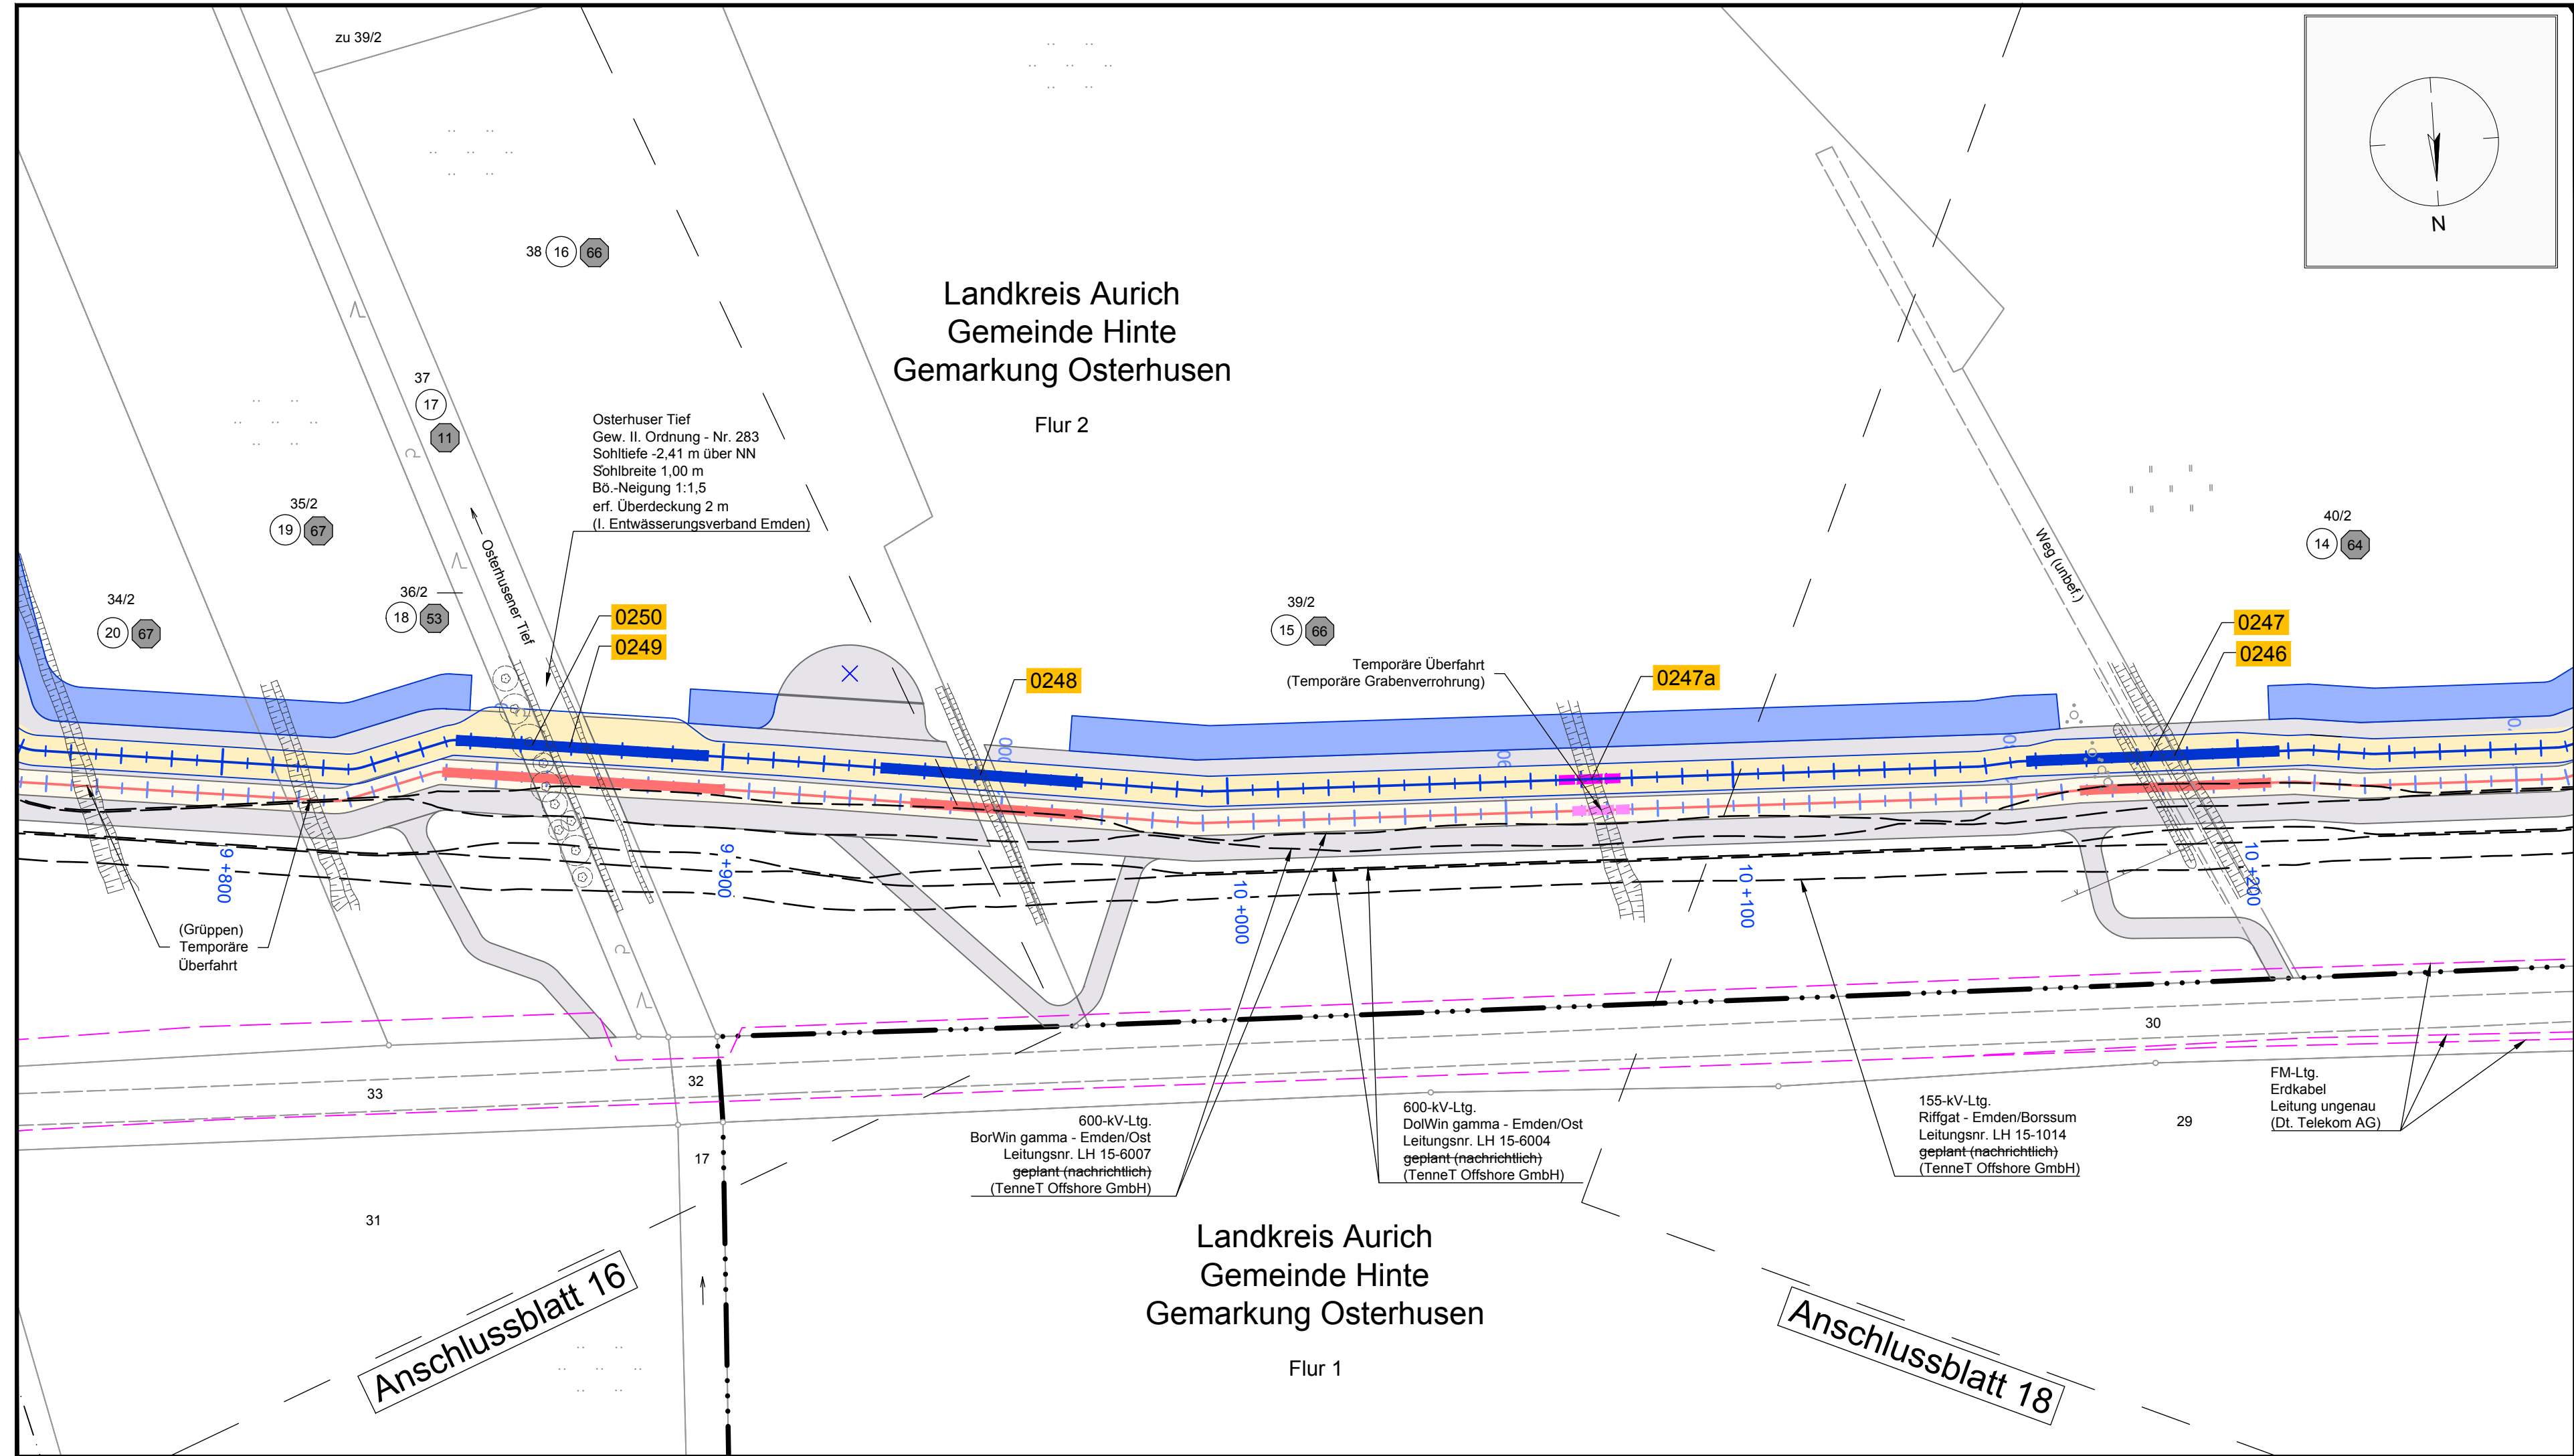 zu 39/2
N
38 16 66
Landkreis Aurich
Gemeinde Hinte
Gemarkung Osterhusen
Flur 2
37
17
11
Osterhuser Tief
Gew. II. Ordnung - Nr. 283
Sohltiefe -2,41 m über NN
Sohlbreite 1,00 m
Bö.-Neigung 1:1,5
erf. Überdeckung 2 m
(I. Entwässerungsverband Emden)
35/2
19 67
40/2
14 64
Weg (unbef.)
Osterhusener Tief
34/2
20 67
36/2
18 53
39/2
15 66
0250
0249
0248
Temporäre Überfahrt
(Temporäre Grabenverrohrung)
0247a
0247
0246
9+800
9+900
10+000
10+100
10+200
(Grüppen)
Temporäre
Überfahrt
33
32
30
29
17
31
600-kV-Ltg.
BorWin gamma - Emden/Ost
Leitungsnr. LH 15-6007
geplant (nachrichtlich)
(TenneT Offshore GmbH)
600-kV-Ltg.
DolWin gamma - Emden/Ost
Leitungsnr. LH 15-6004
geplant (nachrichtlich)
(TenneT Offshore GmbH)
155-kV-Ltg.
Riffgat - Emden/Borssum
Leitungsnr. LH 15-1014
geplant (nachrichtlich)
(TenneT Offshore GmbH)
FM-Ltg.
Erdkabel
Leitung ungenau
(Dt. Telekom AG)
Landkreis Aurich
Gemeinde Hinte
Gemarkung Osterhusen
Flur 1
Anschlussblatt 16
Anschlussblatt 18